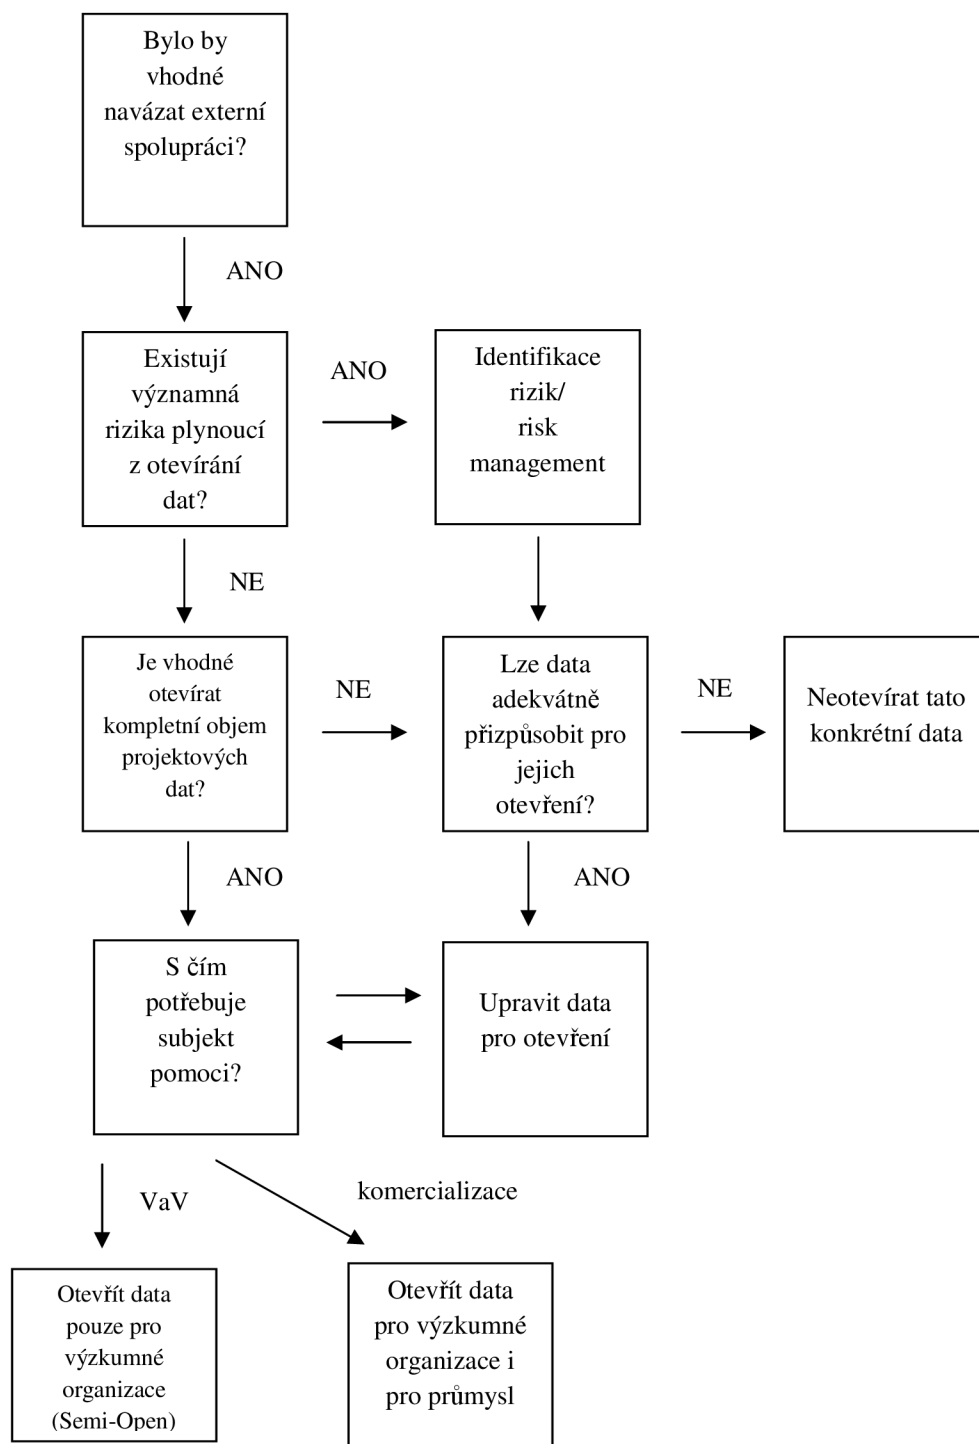 Bylo by
vhodné
navázat externí
spolupráci?
ANO
Existují
významná
rizika plynoucí
z otevírání
dat?
ANO
Identifikace
rizik/
risk
management
NE
Je vhodné
otevírat
kompletní objem
projektových
dat?
NE
Lze data
adekvátně
přizpůsobit pro
jejich
otevření?
NE
Neotevírat tato
konkrétní data
ANO
ANO
S čím
potřebuje
subjekt
pomoci?
Upravit data
pro otevření
VaV
komercializace
Otevřít data
pouze pro
výzkumné
organizace
(Semi-Open)
Otevřít data
pro výzkumné
organizace i
pro průmysl